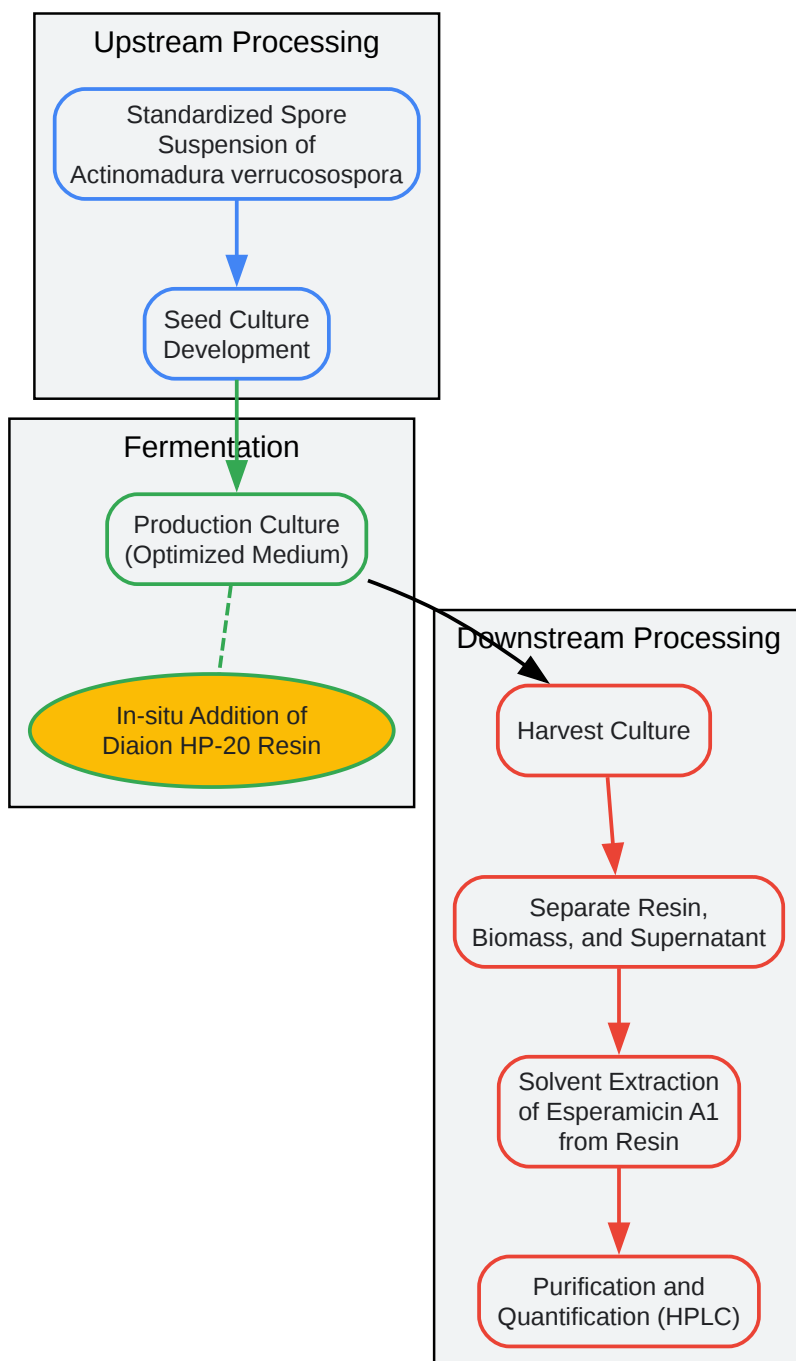 Upstream Processing
Standardized Spore
Suspension of
Actinomadura verrucosospora
Seed Culture
Development
Fermentation
Production Culture
(Optimized Medium)
In-situ Addition of
Diaion HP-20 Resin
Downstream Processing
Harvest Culture
Separate Resin,
Biomass, and Supernatant
Solvent Extraction
of Esperamicin A1
from Resin
Purification and
Quantification (HPLC)